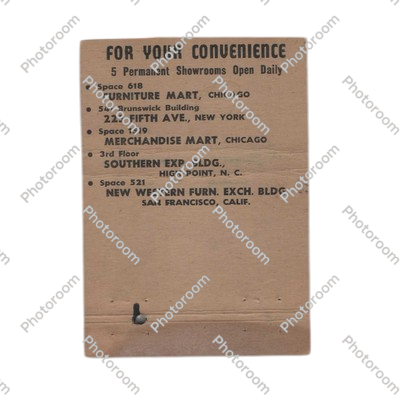 FOR YOUR CONVENIENCE
5 Permanent Showrooms Open Daily
• Space 618
FURNITURE MART, CHICAGO
• Brunswick Building
FIFTH AVE., NEW YORK
• Space
MERCHANDISE MART, CHICAGO
• 3rd Floor
SOUTHERN EXP. BLDG.,
HIGH POINT, N. C.
• Space 521
NEW WESTERN FURN. EXCH. BLDG.
SAN FRANCISCO, CALIF.
Photoroom